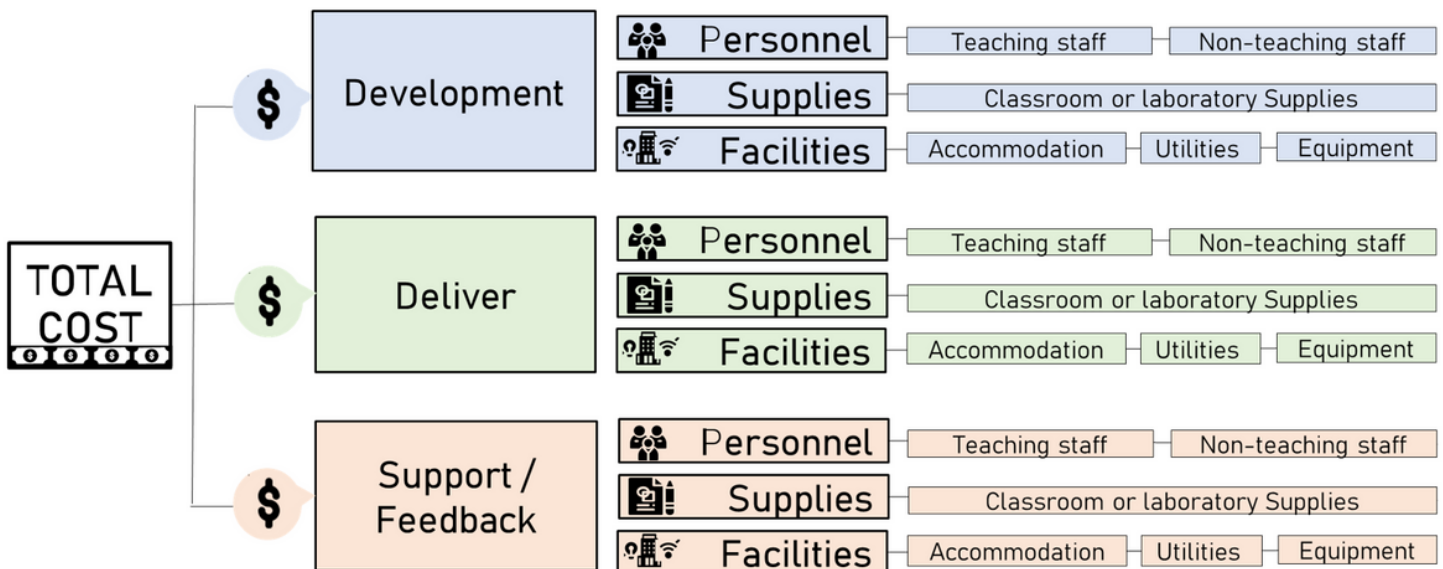 TOTAL
COST
$
Development
Personnel
Teaching staff
Non-teaching staff
Supplies
Classroom or laboratory Supplies
Facilities
Accommodation
Utilities
Equipment
$
Deliver
Personnel
Teaching staff
Non-teaching staff
Supplies
Classroom or laboratory Supplies
Facilities
Accommodation
Utilities
Equipment
$
Support /
Feedback
Personnel
Teaching staff
Non-teaching staff
Supplies
Classroom or laboratory Supplies
Facilities
Accommodation
Utilities
Equipment